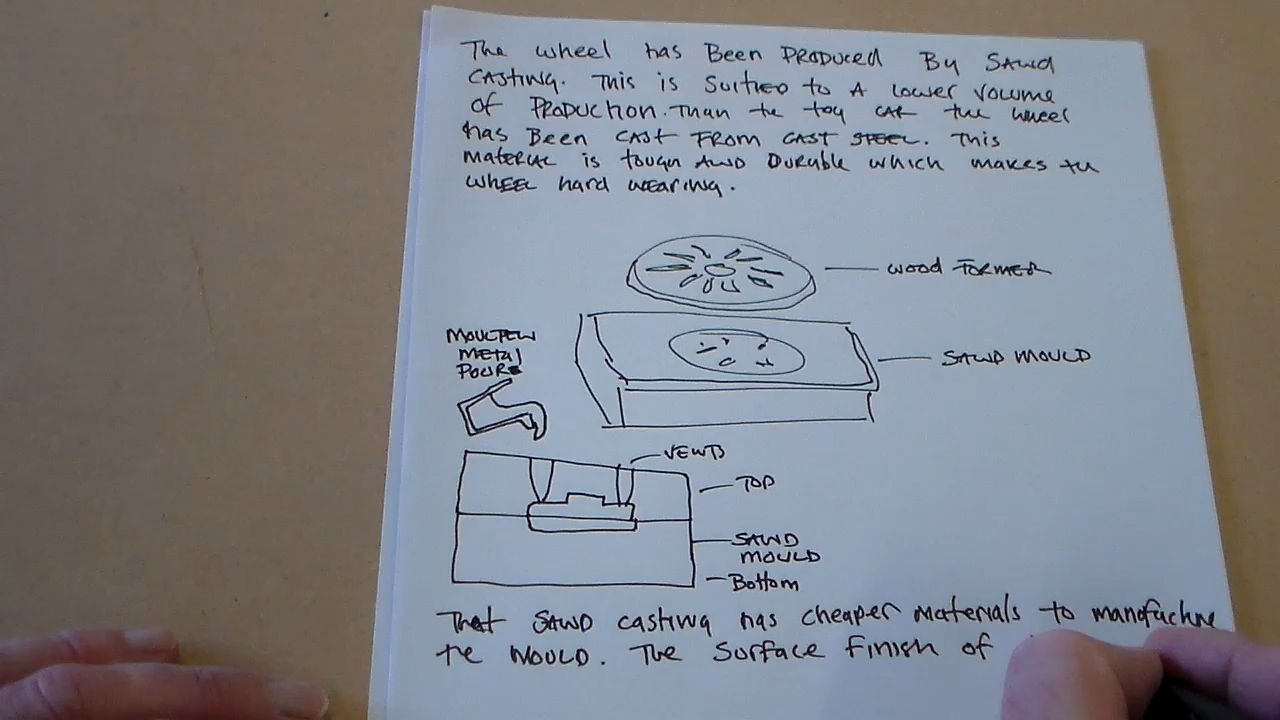 The wheel has Been PRODUCED By SAND
CASTING. This is Suited to A Lower Volume
Of PRODUCTION. Than the toy car the wheel
has Been CAST FROM CAST STEEL. This
Material is tough AND DURABLE which makes the
WHEEL hard wearing.
Wood Former
MOULTEN
METAL
POURE
SAND MOULD
VENTS
TOP
SAND
MOULD
Bottom
That SAND casting has cheaper Materials to manufacture
the MOULD. The Surface Finish of